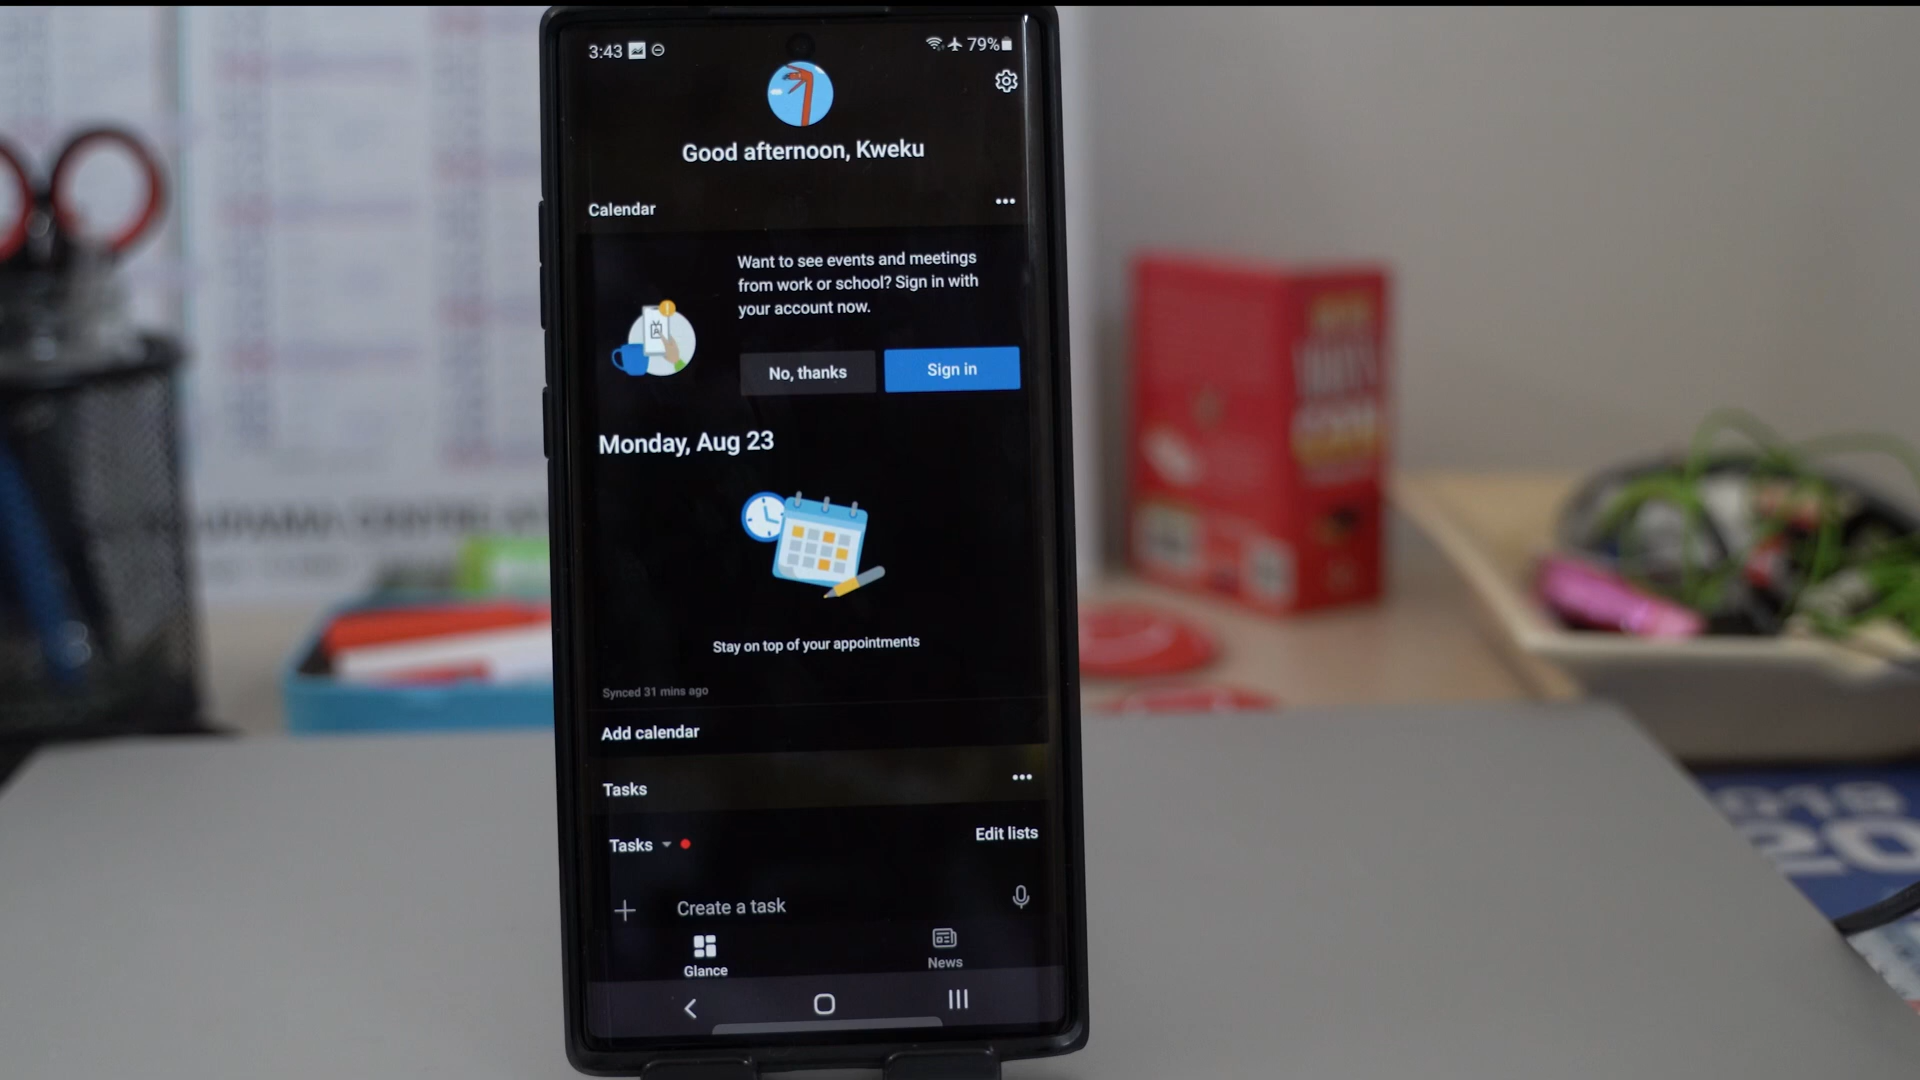 3:43
79%
Good afternoon, Kweku
Calendar
Want to see events and meetings
from work or school? Sign in with
your account now.
No, thanks
Sign in
Monday, Aug 23
Stay on top of your appointments
Synced 31 mins ago
Add calendar
Tasks
Tasks
Edit lists
Create a task
Glance
News